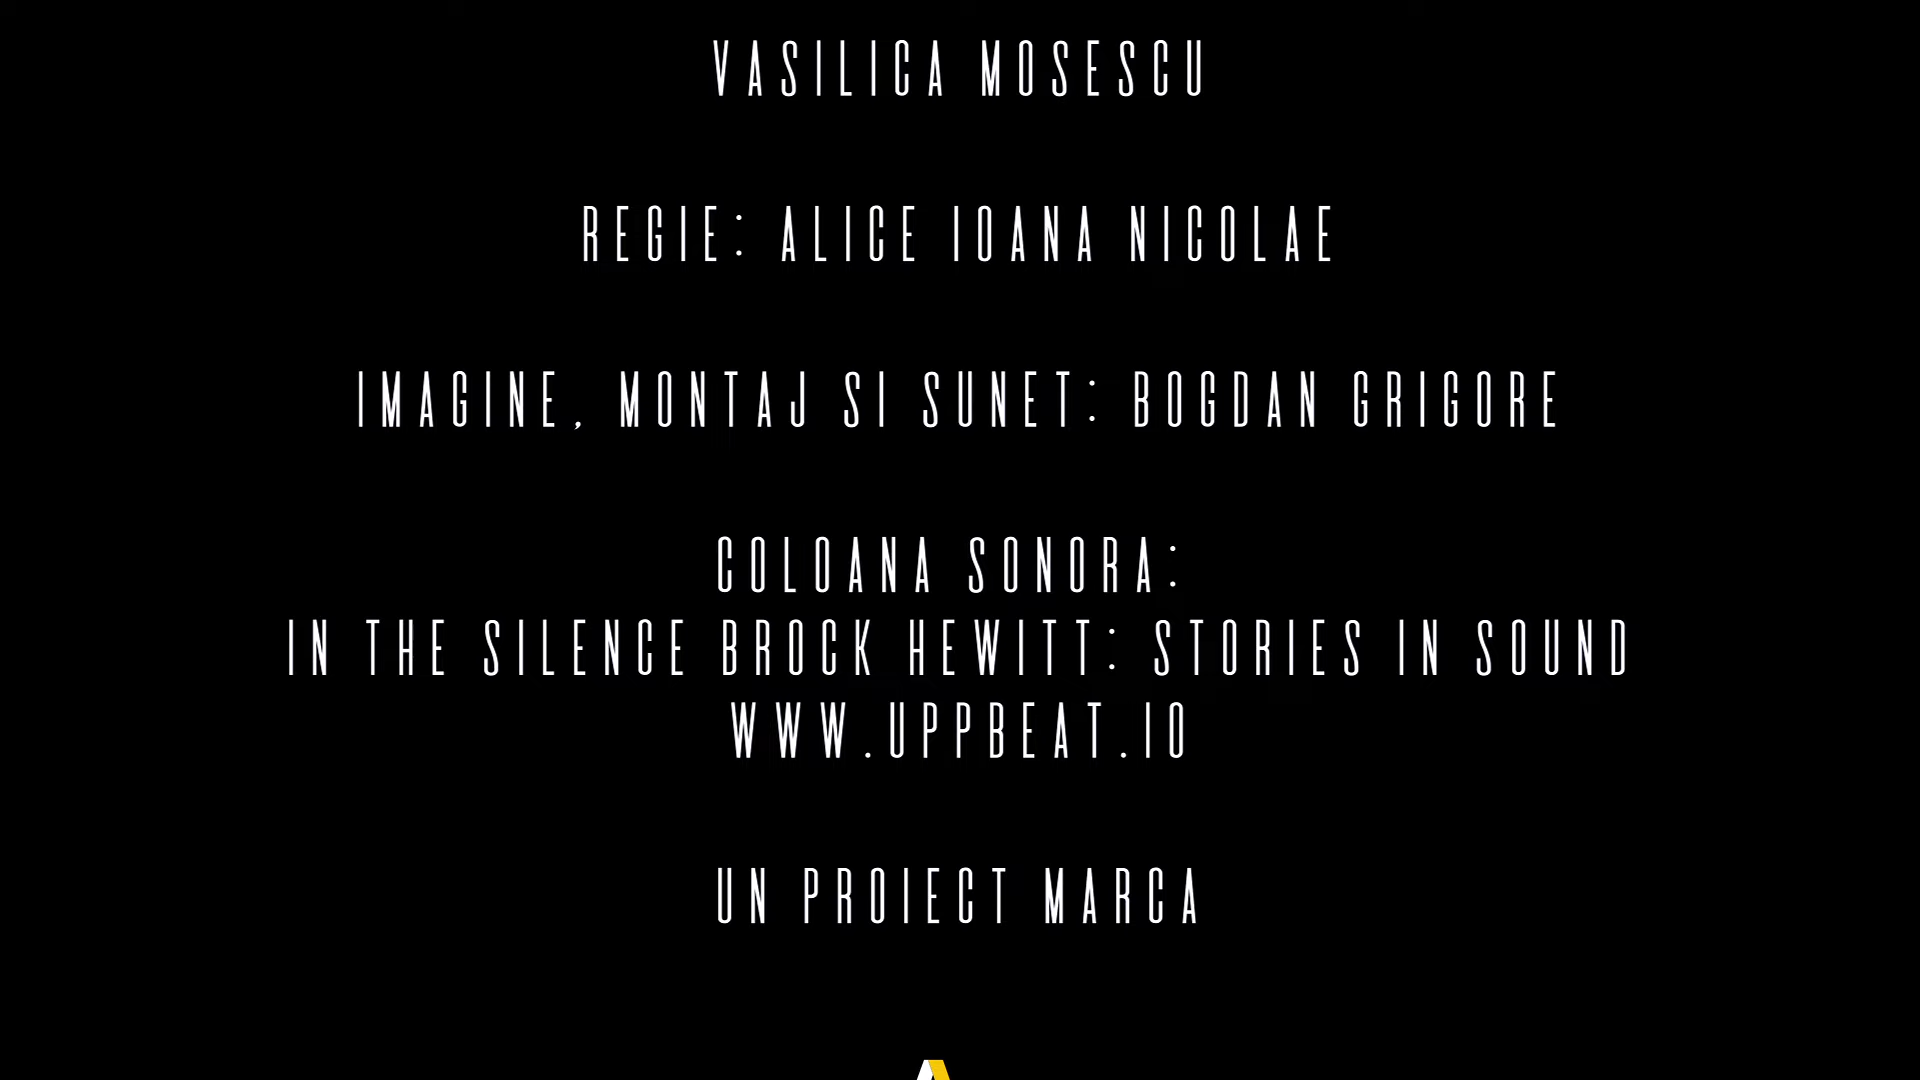 VASILICA MOSESCU
REGIE: ALICE IOANA NICOLAE
IMAGINE, MONTAJ SI SUNET: BOGDAN GRIGORE
COLOANA SONORA:
IN THE SILENCE BROCK HEWITT: STORIES IN SOUND
WWW.UPPBEAT.IO
UN PROIECT MARCA